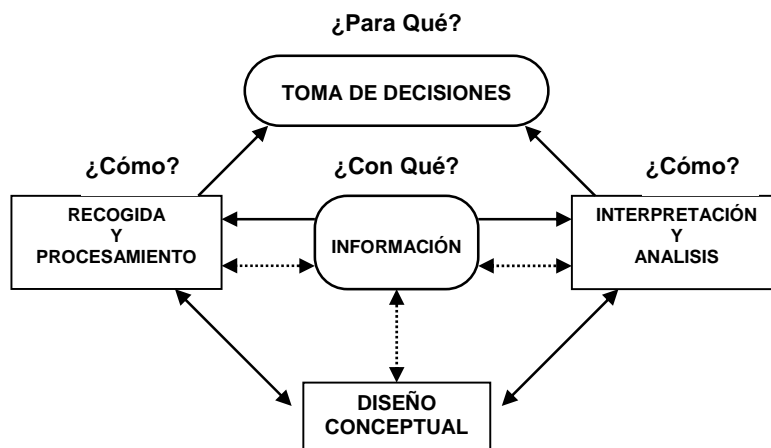 ¿Para Qué?
TOMA DE DECISIONES
¿Cómo?
¿Con Qué?
¿Cómo?
RECOGIDA
Y
PROCESAMIENTO
INFORMACIÓN
INTERPRETACIÓN
Y
ANALISIS
DISEÑO
CONCEPTUAL